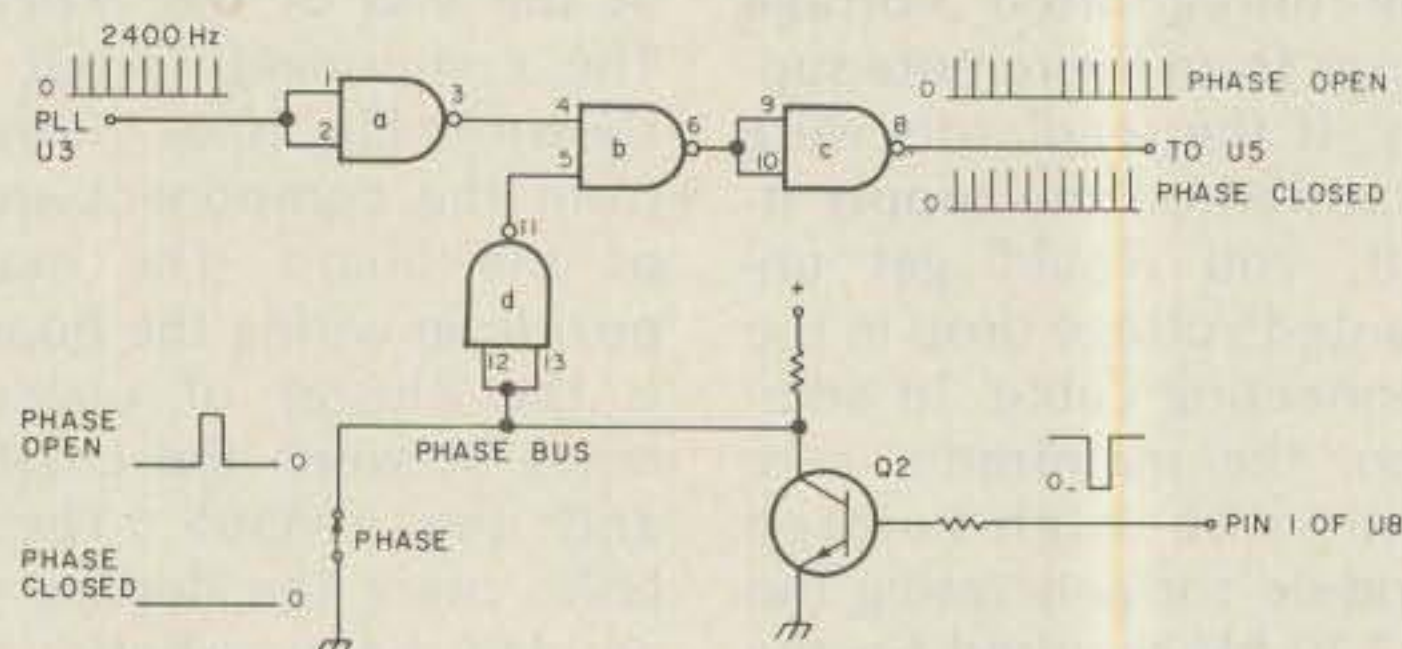 2400 Hz
0
PLL
U3
1
2
a
3
4
5
b
6
9
10
c
8
0
PHASE OPEN
TO U5
0
PHASE CLOSED
11
d
12
13
PHASE
OPEN
0
PHASE BUS
+
Q2
0
PIN 1 OF U8
PHASE
PHASE
CLOSED
0